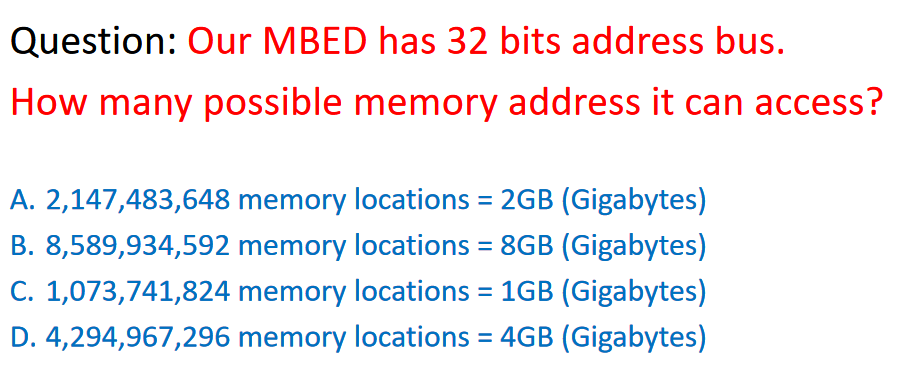 Question: Our MBED has 32 bits address bus.
How many possible memory address it can access?
A. 2,147,483,648 memory locations = 2GB (Gigabytes)
B. 8,589,934,592 memory locations = 8GB (Gigabytes)
C. 1,073,741,824 memory locations = 1GB (Gigabytes)
D. 4,294,967,296 memory locations = 4GB (Gigabytes)